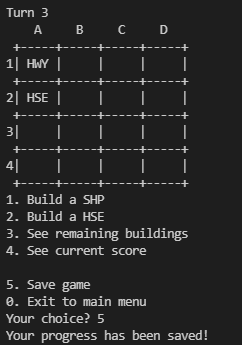 Turn 3
    A     B     C     D
 +-----+-----+-----+-----+
1| HWY |     |     |     |
 +-----+-----+-----+-----+
2| HSE |     |     |     |
 +-----+-----+-----+-----+
3|     |     |     |     |
 +-----+-----+-----+-----+
4|     |     |     |     |
 +-----+-----+-----+-----+
1. Build a SHP
2. Build a HSE
3. See remaining buildings
4. See current score

5. Save game
0. Exit to main menu
Your choice? 5
Your progress has been saved!